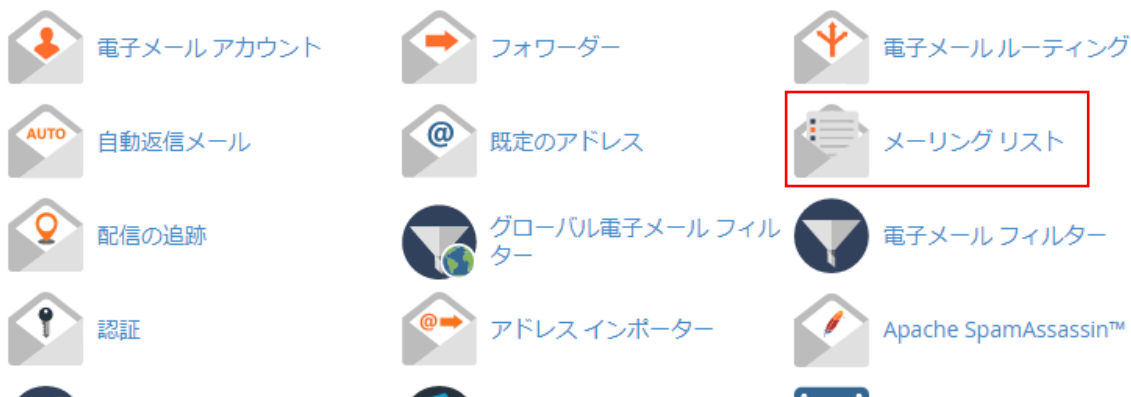 電子メール アカウント
フォワーダー
電子メール ルーティング
AUTO
自動返信メール
@
既定のアドレス
メーリング リスト
配信の追跡
グローバル電子メール フィル
ター
電子メール フィルター
認証
@
アドレス インポーター
Apache SpamAssassin™